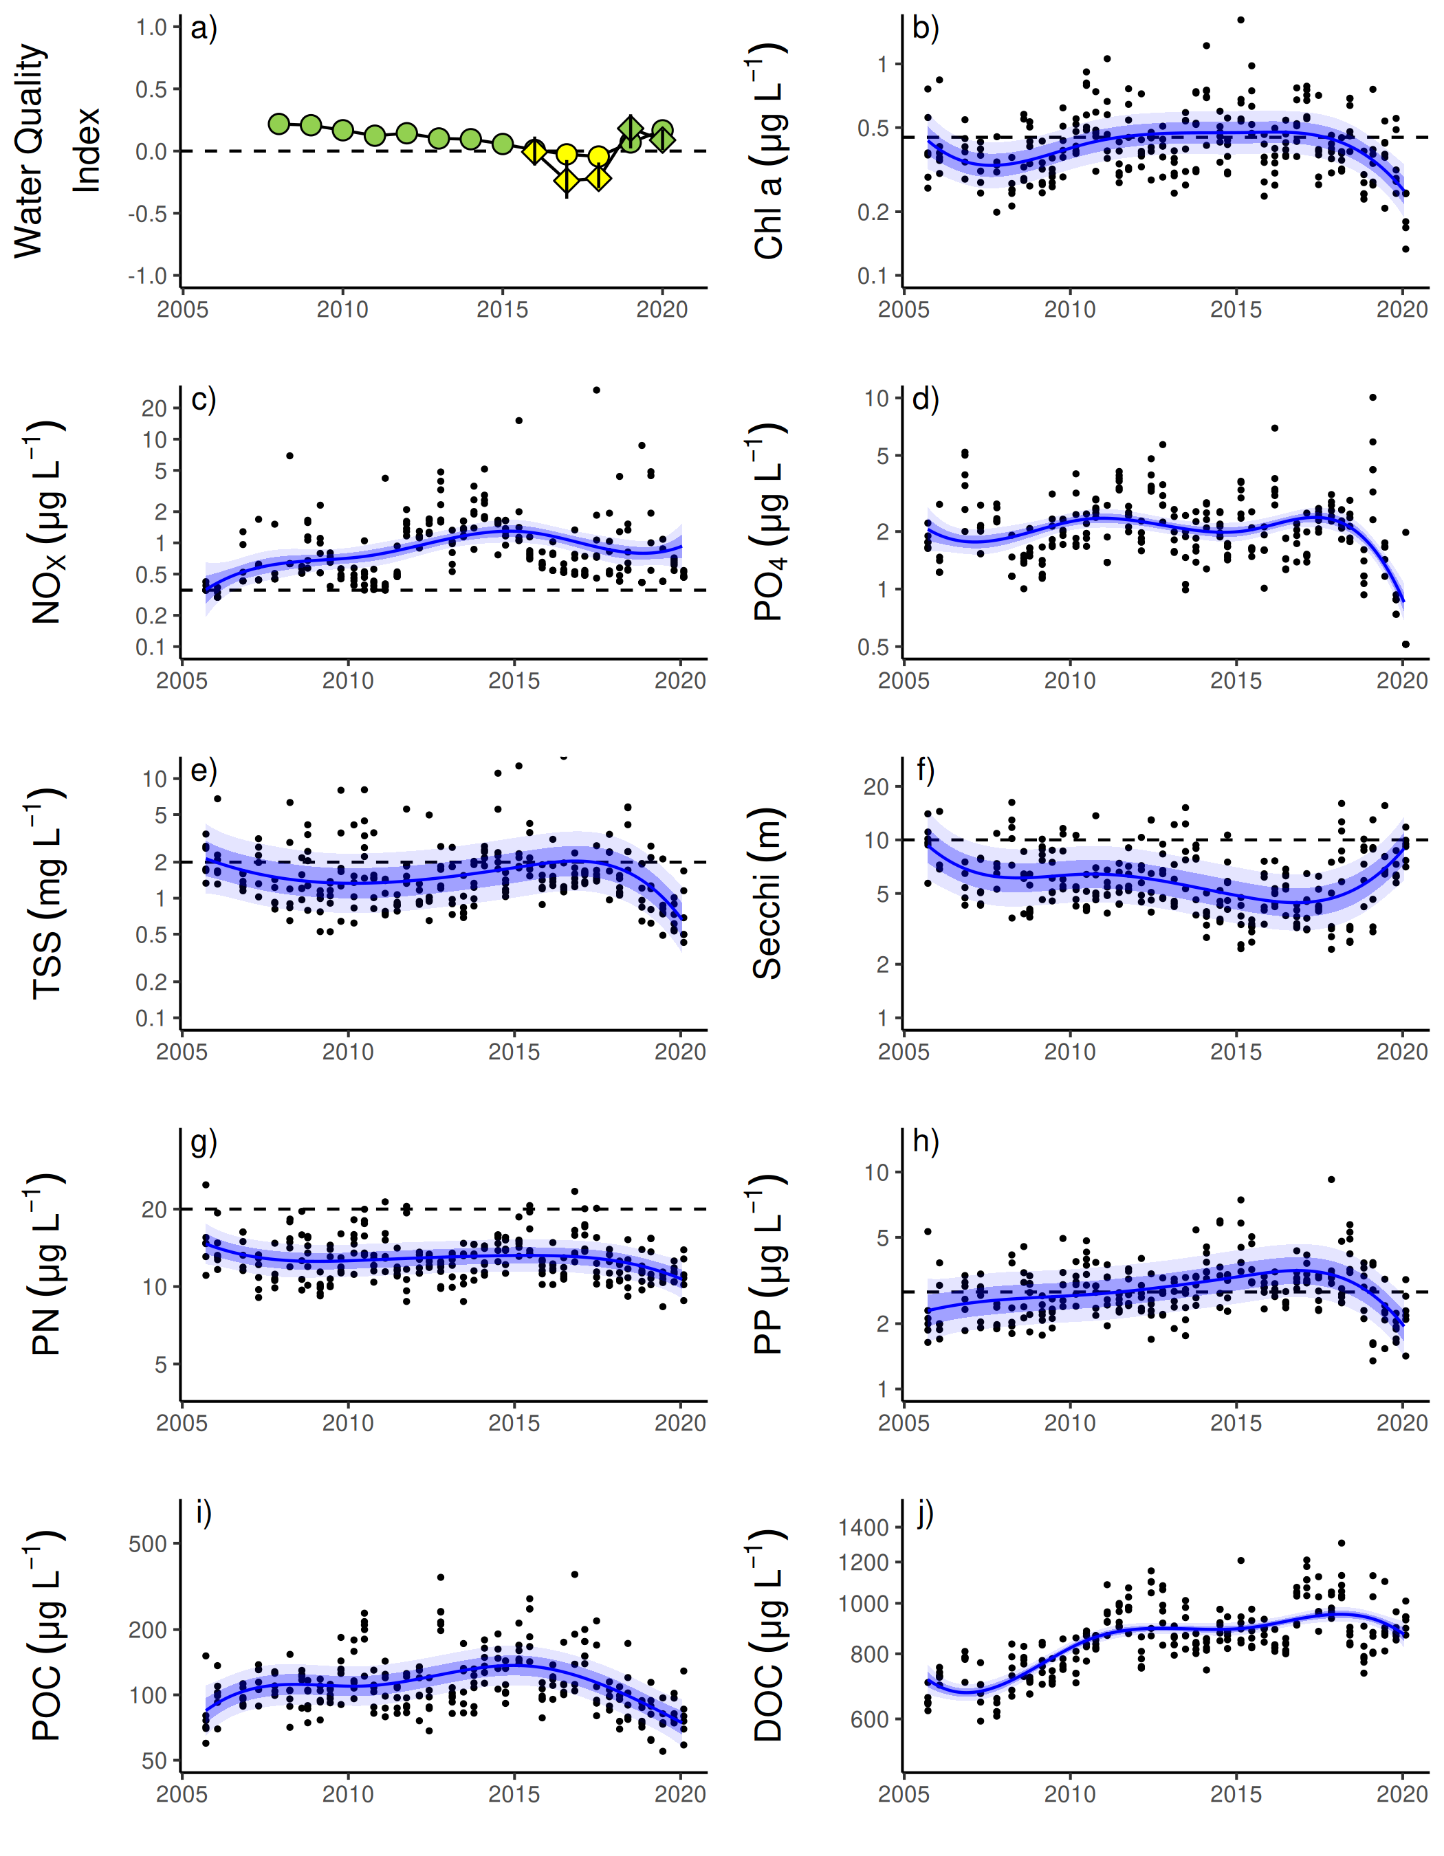 a)
Water Quality
Index
1.0
0.5
0.0
-0.5
-1.0
2005 2010 2015 2020
b)
Chl a (µg L⁻¹)
1
0.5
0.2
0.1
2005 2010 2015 2020
c)
NOₓ (µg L⁻¹)
20
10
5
2
1
0.5
0.2
0.1
2005 2010 2015 2020
d)
PO₄ (µg L⁻¹)
10
5
2
1
0.5
2005 2010 2015 2020
e)
TSS (mg L⁻¹)
10
5
2
1
0.5
0.2
0.1
2005 2010 2015 2020
f)
Secchi (m)
20
10
5
2
1
2005 2010 2015 2020
g)
PN (µg L⁻¹)
20
10
5
2005 2010 2015 2020
h)
PP (µg L⁻¹)
10
5
2
1
2005 2010 2015 2020
i)
POC (µg L⁻¹)
500
200
100
50
2005 2010 2015 2020
j)
DOC (µg L⁻¹)
1400
1200
1000
800
600
2005 2010 2015 2020